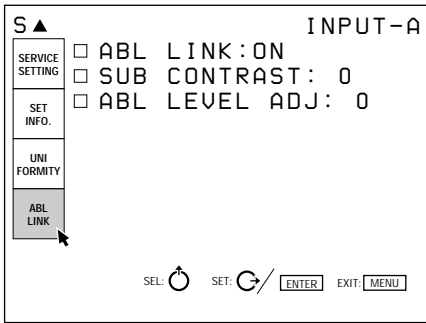 S▲ INPUT-A
SERVICE
SETTING
□ ABL LINK:ON
□ SUB CONTRAST: 0
□ ABL LEVEL ADJ: 0
SET
INFO.
UNI
FORMITY
ABL
LINK
SEL: SET: / ENTER EXIT: MENU